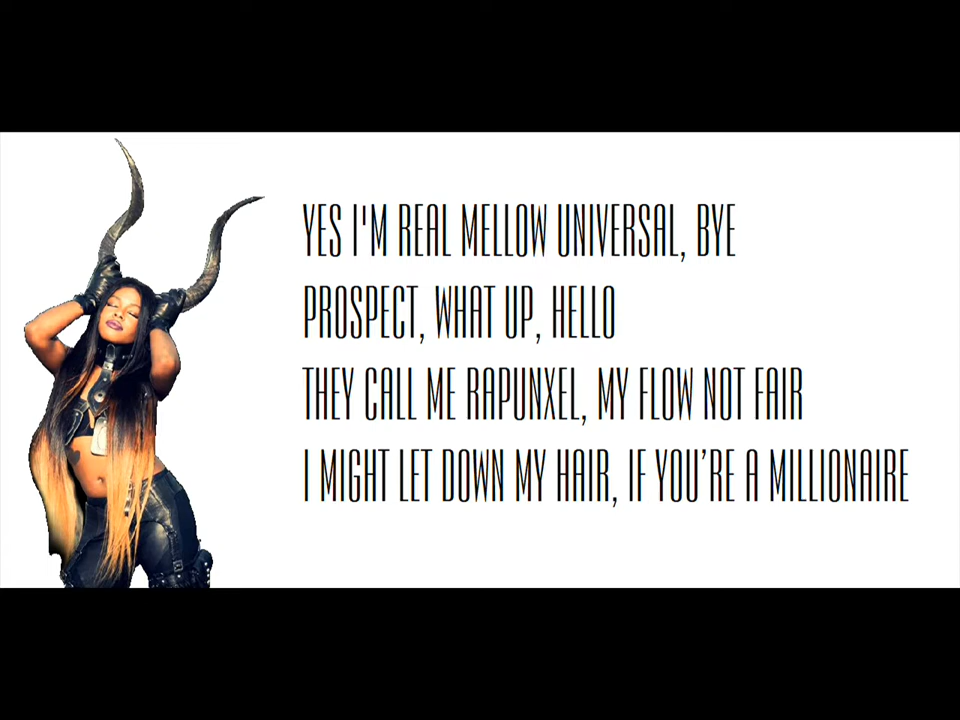 YES I'M REAL MELLOW UNIVERSAL, BYE
PROSPECT, WHAT UP, HELLO
THEY CALL ME RAPUNXEL, MY FLOW NOT FAIR
I MIGHT LET DOWN MY HAIR, IF YOU’RE A MILLIONAIRE